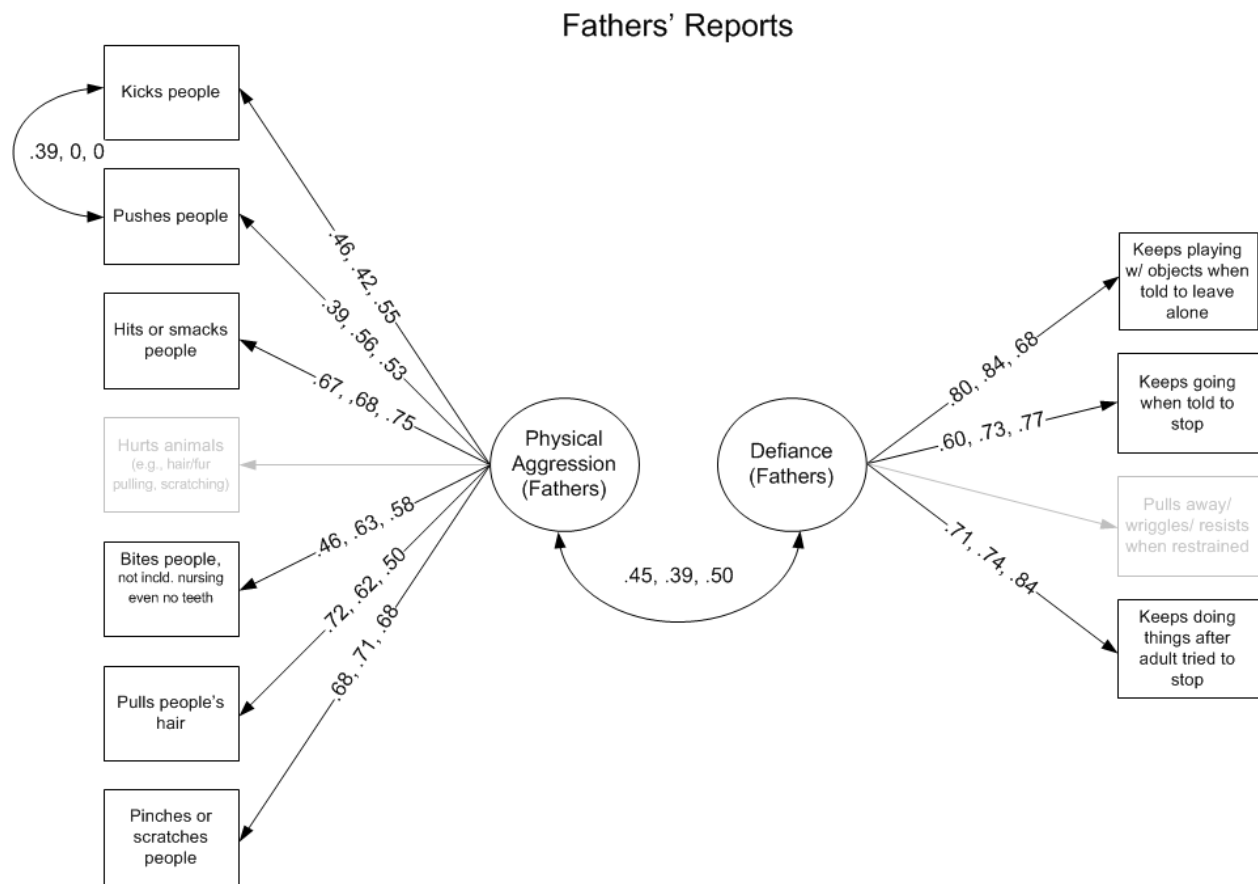 Fathers' Reports
Kicks people
.39, 0, 0
Pushes people
Hits or smacks
people
Hurts animals
(e.g., hair/fur
pulling, scratching)
Bites people,
not incld. nursing
even no teeth
Pulls people's
hair
Pinches or
scratches
people
.46, .42, .55
.39, .56, .53
.67, ,68, .75
.46, .63, .58
.72, .62, .50
.68, .71, .68
Physical
Aggression
(Fathers)
.45, .39, .50
Defiance
(Fathers)
.80, .84, .68
.60, .73, .77
.71, .74, .84
Keeps playing
w/ objects when
told to leave
alone
Keeps going
when told to
stop
Pulls away/
wriggles/ resists
when restrained
Keeps doing
things after
adult tried to
stop